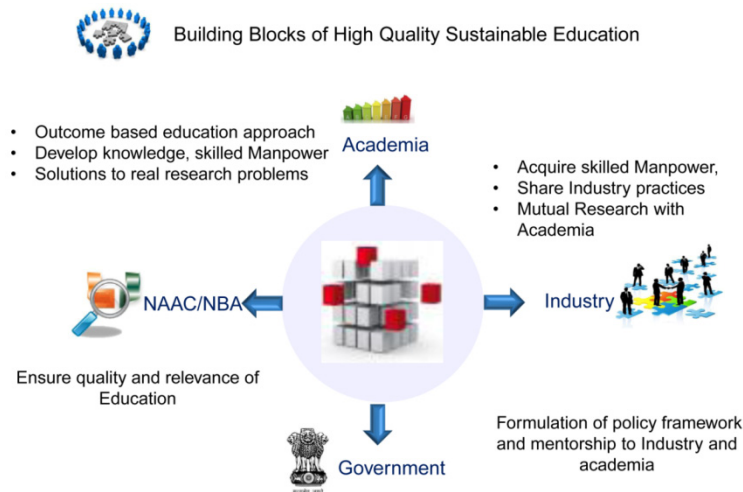 Building Blocks of High Quality Sustainable Education
• Outcome based education approach
• Develop knowledge, skilled Manpower
• Solutions to real research problems
Academia
• Acquire skilled Manpower,
• Share Industry practices
• Mutual Research with
Academia
NAAC/NBA
Industry
Ensure quality and relevance of
Education
Formulation of policy framework
and mentorship to Industry and
academia
Government